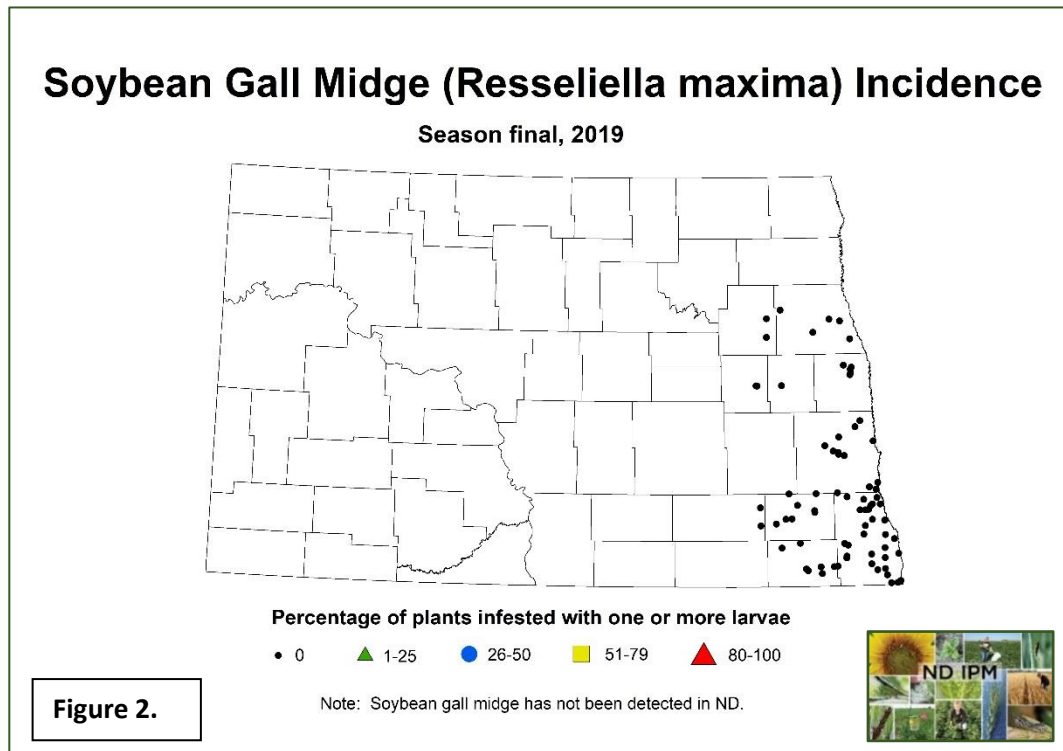 Soybean Gall Midge (Resseliella maxima) Incidence
Season final, 2019
Percentage of plants infested with one or more larvae
0 1-25 26-50 51-79 80-100
Note: Soybean gall midge has not been detected in ND.
Figure 2.
ND IPM